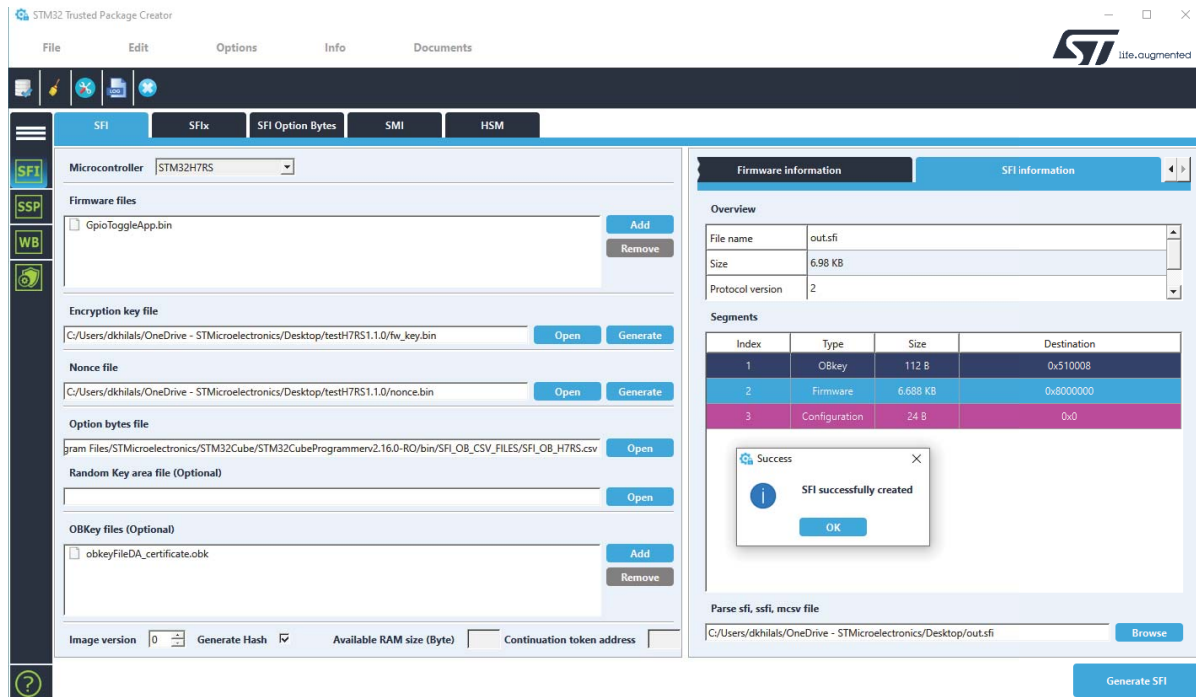 STM32 Trusted Package Creator
File Edit Options Info Documents
ST life.augmented
LOG
SFI SFIx SFI Option Bytes SMI HSM
SFI
SSP
WB
Microcontroller STM32H7RS
Firmware files
GpioToggleApp.bin
Add
Remove
Encryption key file
C:/Users/dkhilals/OneDrive - STMicroelectronics/Desktop/testH7RS1.1.0/fw_key.bin Open Generate
Nonce file
C:/Users/dkhilals/OneDrive - STMicroelectronics/Desktop/testH7RS1.1.0/nonce.bin Open Generate
Option bytes file
gram Files/STMicroelectronics/STM32Cube/STM32CubeProgrammerv2.16.0-RO/bin/SFI_OB_CSV_FILES/SFI_OB_H7RS.csv Open
Random Key area file (Optional)
Open
OBKey files (Optional)
obkeyFileDA_certificate.obk
Add
Remove
Image version 0 Generate Hash Available RAM size (Byte) Continuation token address
Firmware information SFI information
Overview
File name out.sfi
Size 6.98 KB
Protocol version 2
Segments
Index Type Size Destination
1 OBkey 112 B 0x510008
2 Firmware 6.688 KB 0x8000000
3 Configuration 24 B 0x0
Success
SFI successfully created
OK
Parse sfi, ssfi, mcsv file
C:/Users/dkhilals/OneDrive - STMicroelectronics/Desktop/out.sfi Browse
Generate SFI